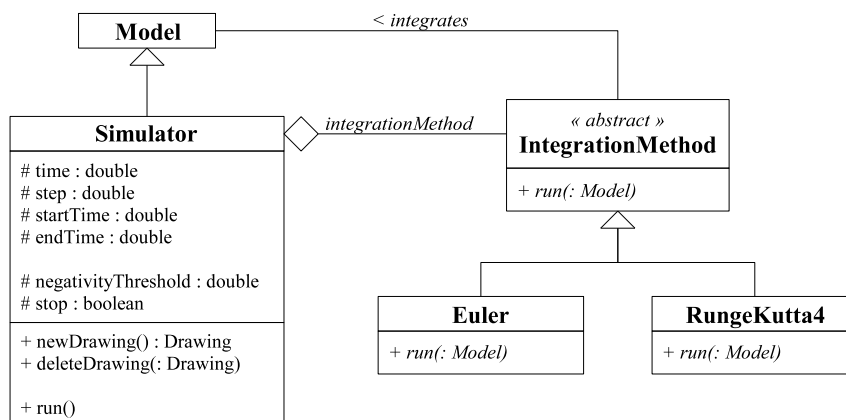 Model
< integrates
Simulator
# time : double
# step : double
# startTime : double
# endTime : double
# negativityThreshold : double
# stop : boolean
+ newDrawing() : Drawing
+ deleteDrawing(: Drawing)
+ run()
integrationMethod
« abstract »
IntegrationMethod
+ run(: Model)
Euler
+ run(: Model)
RungeKutta4
+ run(: Model)